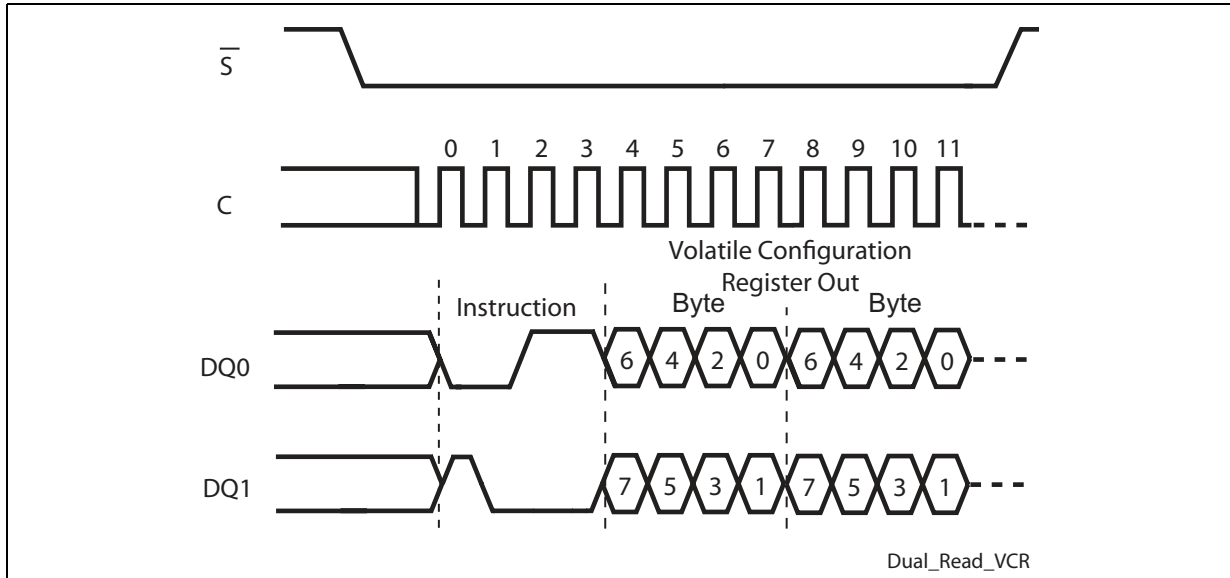 S
0 1 2 3 4 5 6 7 8 9 10 11
C
Volatile Configuration
Register Out
Instruction Byte Byte
DQ0 6 4 2 0 6 4 2 0
DQ1 7 5 3 1 7 5 3 1
Dual_Read_VCR